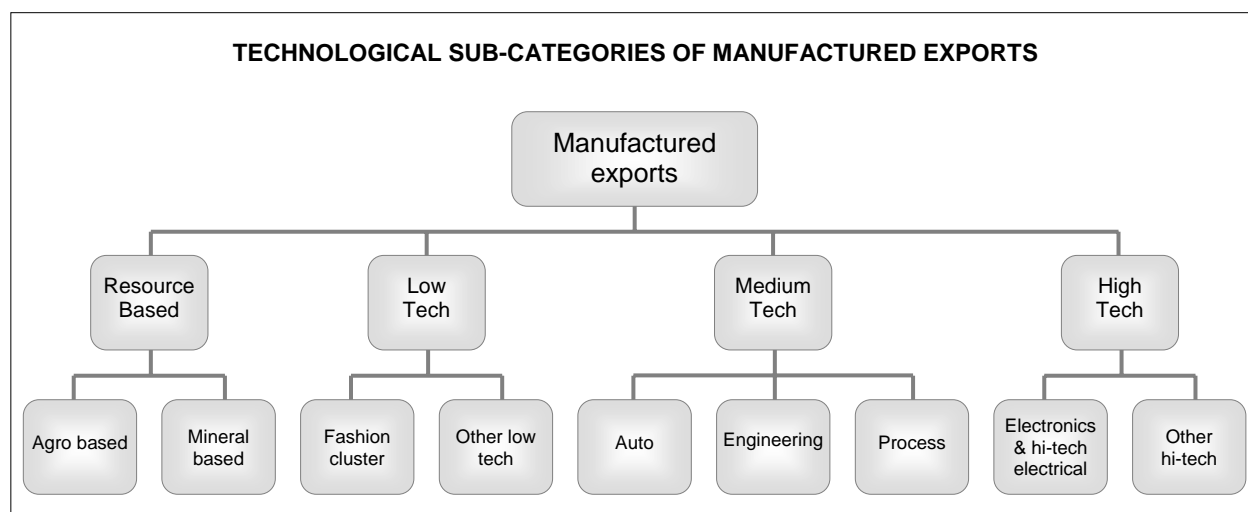 TECHNOLOGICAL SUB-CATEGORIES OF MANUFACTURED EXPORTS
Manufactured
exports
Resource
Based
Low
Tech
Medium
Tech
High
Tech
Agro based
Mineral
based
Fashion
cluster
Other low
tech
Auto
Engineering
Process
Electronics
& hi-tech
electrical
Other
hi-tech